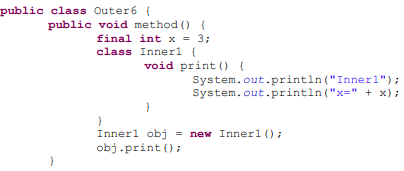 public class Outer6 {
public void method() {
final int x = 3;
class Inner1 {
void print() {
System.out.println("Inner1");
System.out.println("x=" + x);
}
}
Inner1 obj = new Inner1();
obj.print();
}